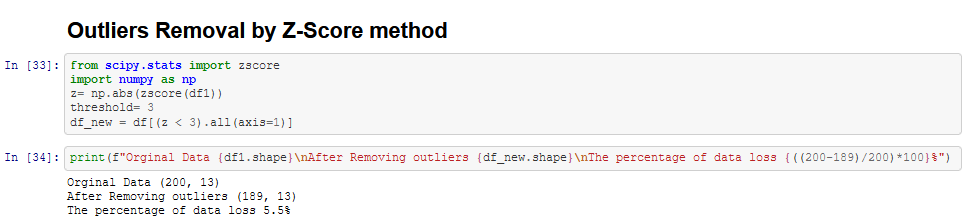 Outliers Removal by Z-Score method
In [33]: from scipy.stats import zscore
import numpy as np
z= np.abs(zscore(df1))
threshold= 3
df_new = df[(z < 3).all(axis=1)]
In [34]: print(f"Orginal Data {df1.shape}\nAfter Removing outliers {df_new.shape}\nThe percentage of data loss {((200-189)/200)*100}%")
Orginal Data (200, 13)
After Removing outliers (189, 13)
The percentage of data loss 5.5%